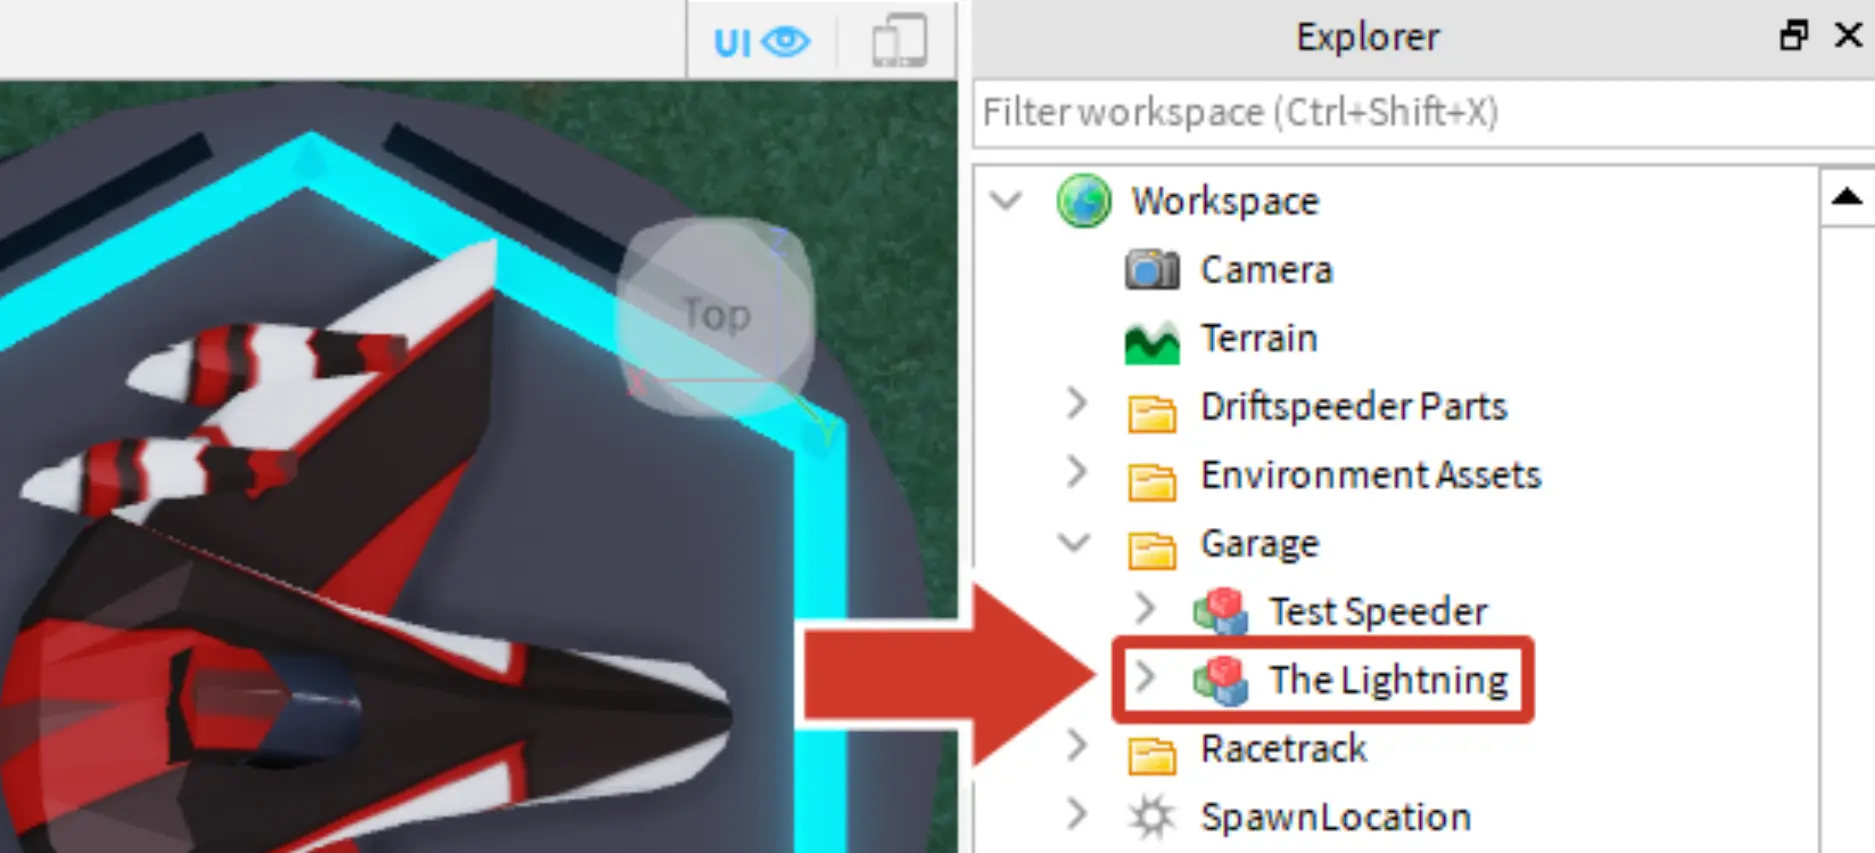 UI
Explorer
Filter workspace (Ctrl+Shift+X)
Workspace
Camera
Terrain
Driftspeeder Parts
Environment Assets
Garage
Test Speeder
The Lightning
Racetrack
SpawnLocation
Top
Z
X
Y